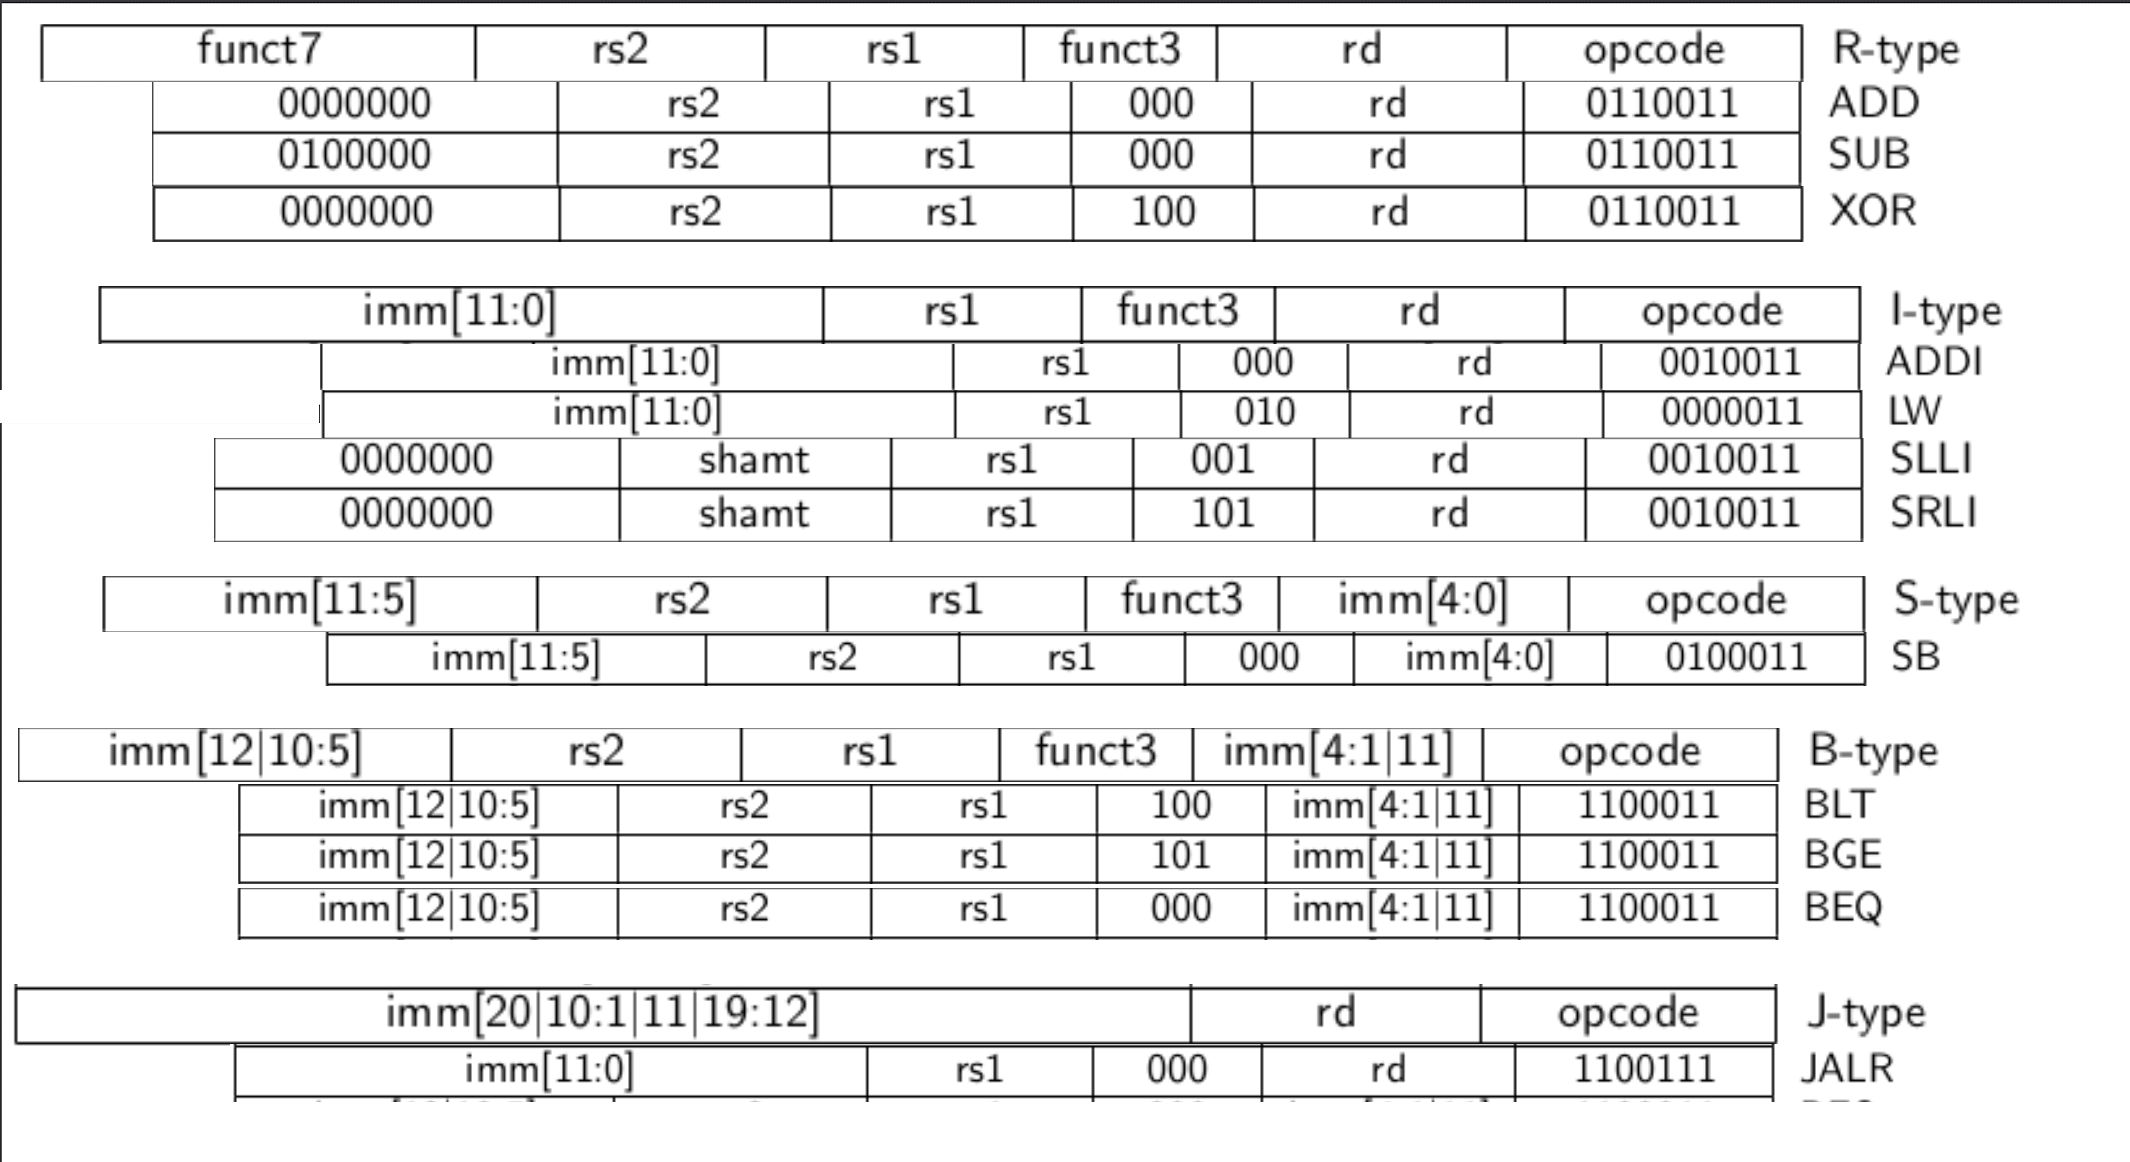 funct7 rs2 rs1 funct3 rd opcode R-type
0000000 rs2 rs1 000 rd 0110011 ADD
0100000 rs2 rs1 000 rd 0110011 SUB
0000000 rs2 rs1 100 rd 0110011 XOR
imm[11:0] rs1 funct3 rd opcode I-type
imm[11:0] rs1 000 rd 0010011 ADDI
imm[11:0] rs1 010 rd 0000011 LW
0000000 shamt rs1 001 rd 0010011 SLLI
0000000 shamt rs1 101 rd 0010011 SRLI
imm[11:5] rs2 rs1 funct3 imm[4:0] opcode S-type
imm[11:5] rs2 rs1 000 imm[4:0] 0100011 SB
imm[12|10:5] rs2 rs1 funct3 imm[4:1|11] opcode B-type
imm[12|10:5] rs2 rs1 100 imm[4:1|11] 1100011 BLT
imm[12|10:5] rs2 rs1 101 imm[4:1|11] 1100011 BGE
imm[12|10:5] rs2 rs1 000 imm[4:1|11] 1100011 BEQ
imm[20|10:1|11|19:12] rd opcode J-type
imm[11:0] rs1 000 rd 1100111 JALR